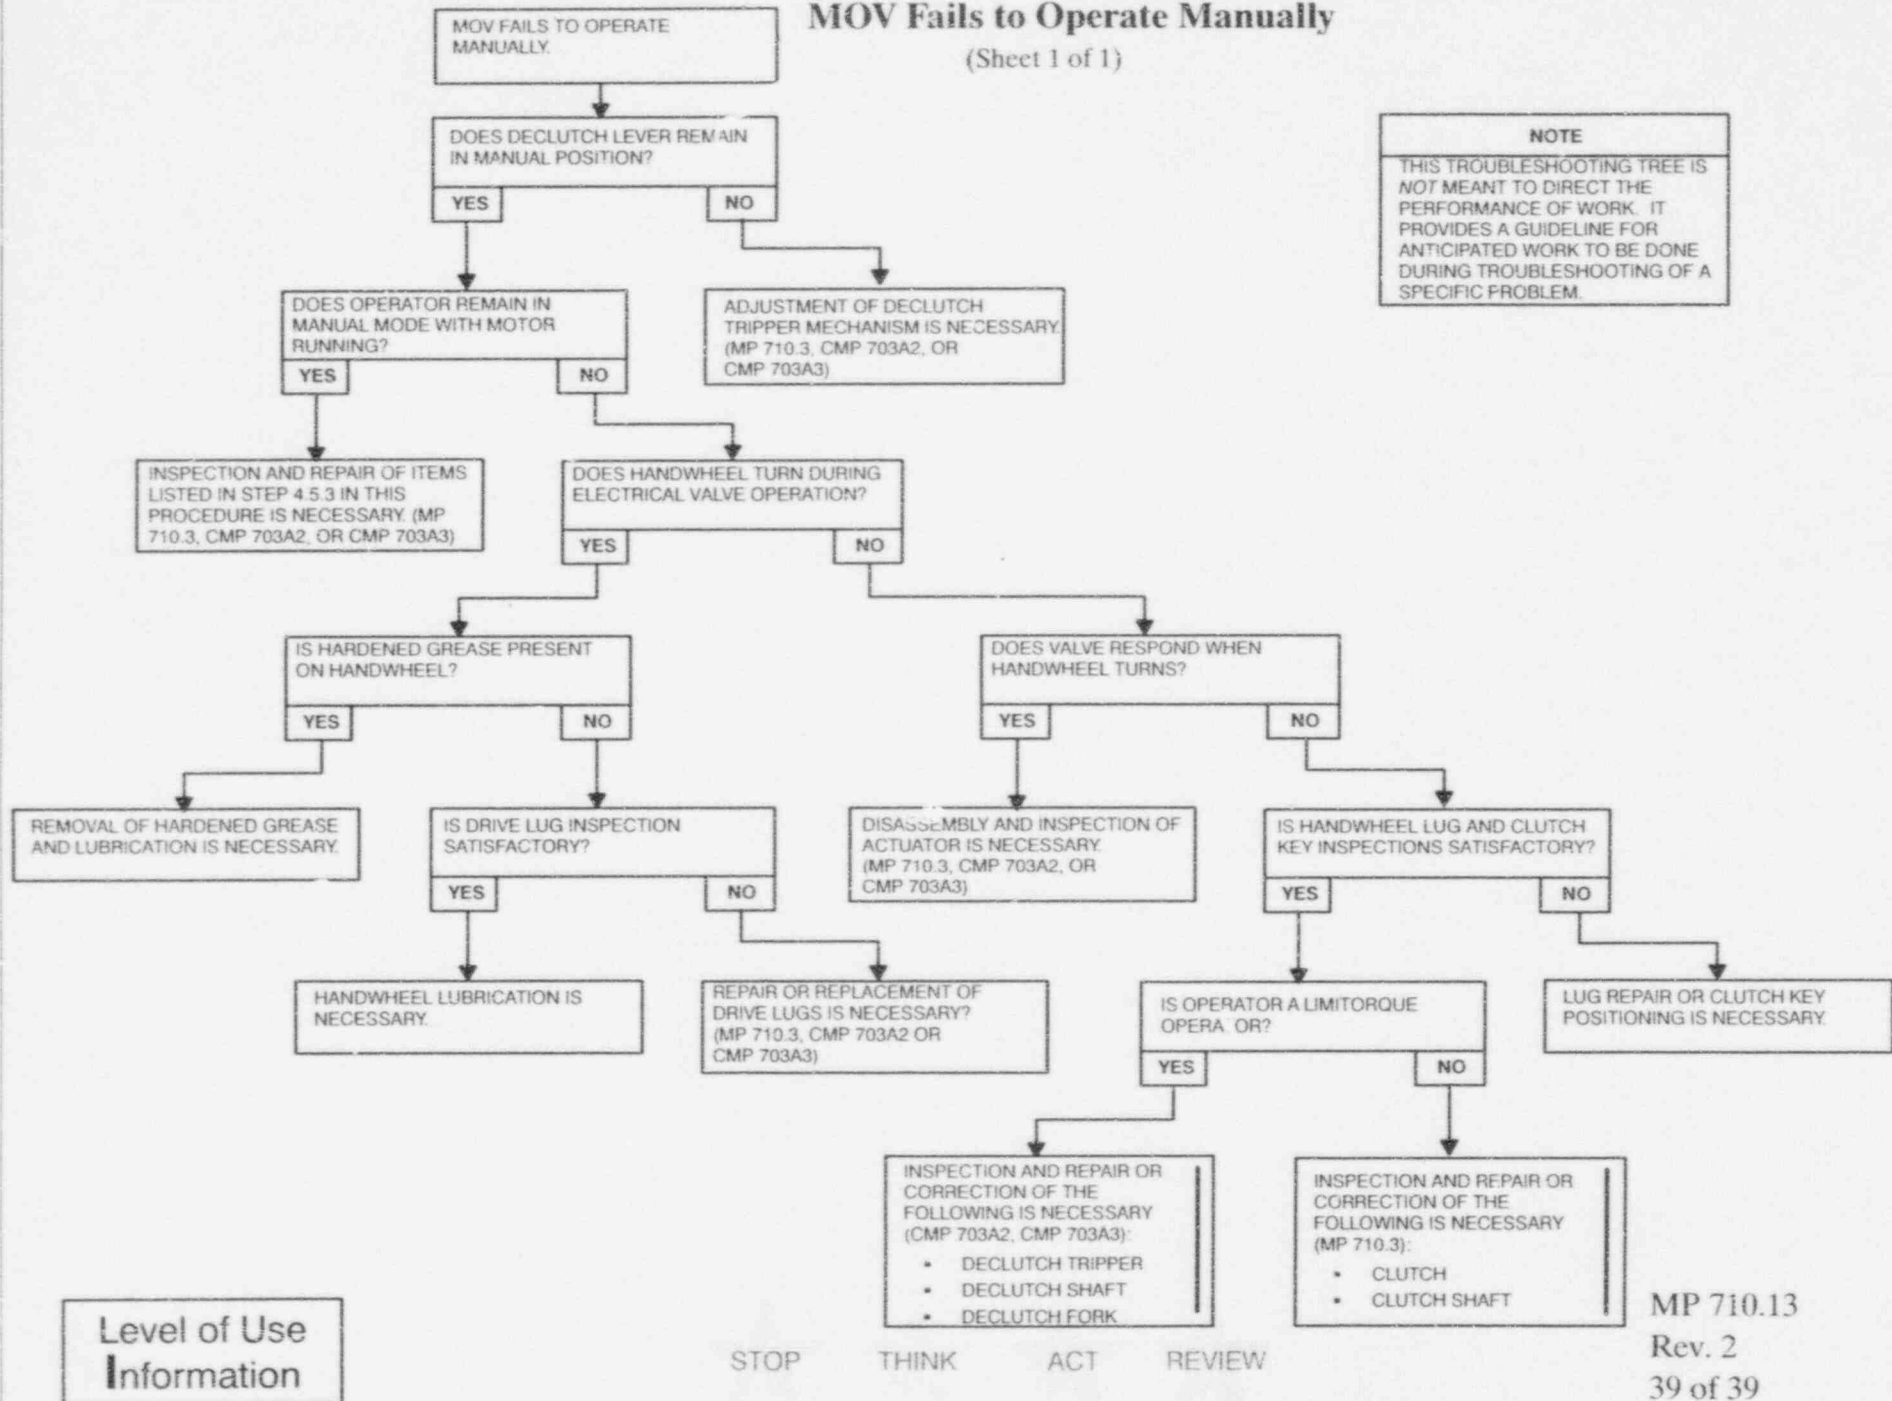 MOV Fails to Operate Manually
(Sheet 1 of 1)
MOV FAILS TO OPERATE
MANUALLY.
DOES DECLUTCH LEVER REMAIN
IN MANUAL POSITION?
YES
NO
NOTE
THIS TROUBLESHOOTING TREE IS
NOT MEANT TO DIRECT THE
PERFORMANCE OF WORK. IT
PROVIDES A GUIDELINE FOR
ANTICIPATED WORK TO BE DONE
DURING TROUBLESHOOTING OF A
SPECIFIC PROBLEM.
DOES OPERATOR REMAIN IN
MANUAL MODE WITH MOTOR
RUNNING?
YES
NO
ADJUSTMENT OF DECLUTCH
TRIPPER MECHANISM IS NECESSARY.
(MP 710.3, CMP 703A2, OR
CMP 703A3)
INSPECTION AND REPAIR OF ITEMS
LISTED IN STEP 4.5.3 IN THIS
PROCEDURE IS NECESSARY. (MP
710.3, CMP 703A2, OR CMP 703A3)
DOES HANDWHEEL TURN DURING
ELECTRICAL VALVE OPERATION?
YES
NO
IS HARDENED GREASE PRESENT
ON HANDWHEEL?
YES
NO
DOES VALVE RESPOND WHEN
HANDWHEEL TURNS?
YES
NO
REMOVAL OF HARDENED GREASE
AND LUBRICATION IS NECESSARY.
IS DRIVE LUG INSPECTION
SATISFACTORY?
YES
NO
DISASSEMBLY AND INSPECTION OF
ACTUATOR IS NECESSARY.
(MP 710.3, CMP 703A2, OR
CMP 703A3)
IS HANDWHEEL LUG AND CLUTCH
KEY INSPECTIONS SATISFACTORY?
YES
NO
HANDWHEEL LUBRICATION IS
NECESSARY.
REPAIR OR REPLACEMENT OF
DRIVE LUGS IS NECESSARY?
(MP 710.3, CMP 703A2 OR
CMP 703A3)
IS OPERATOR A LIMITORQUE
OPERA OR?
YES
NO
LUG REPAIR OR CLUTCH KEY
POSITIONING IS NECESSARY.
INSPECTION AND REPAIR OR
CORRECTION OF THE
FOLLOWING IS NECESSARY
(CMP 703A2, CMP 703A3):
▪ DECLUTCH TRIPPER
▪ DECLUTCH SHAFT
▪ DECLUTCH FORK
INSPECTION AND REPAIR OR
CORRECTION OF THE
FOLLOWING IS NECESSARY
(MP 710.3):
▪ CLUTCH
▪ CLUTCH SHAFT
Level of Use
Information
STOP THINK ACT REVIEW
MP 710.13
Rev. 2
39 of 39